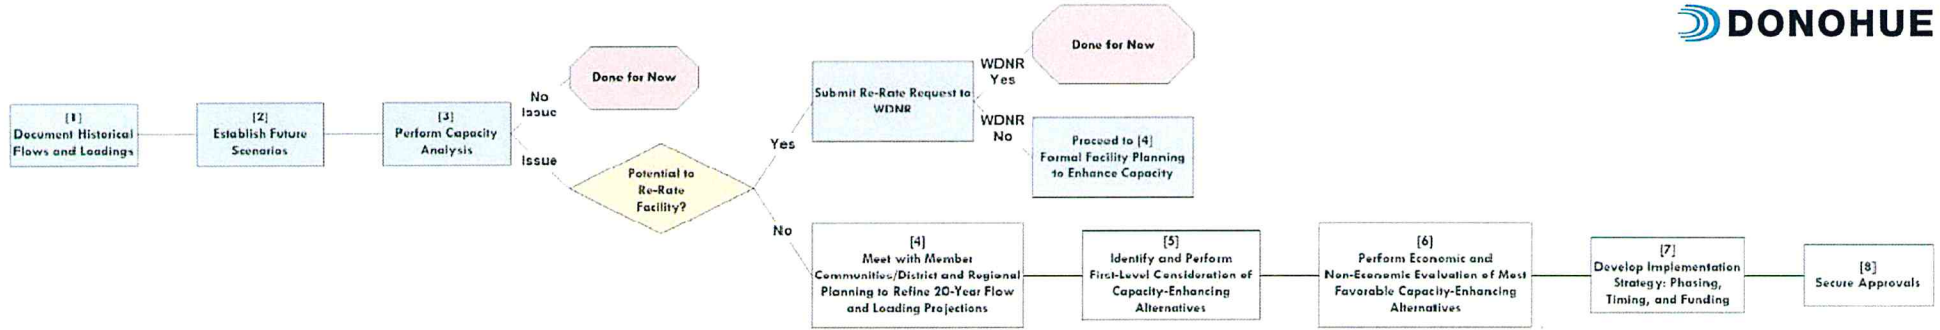 DONOHUE
[1]
Document Historical
Flows and Loadings
[2]
Establish Future
Scenarios
[3]
Perform Capacity
Analysis
No
Issue
Done for Now
Issue
Potential to
Re-Rate
Facility?
Yes
Submit Re-Rate Request to
WDNR
WDNR
Yes
Done for Now
WDNR
No
Proceed to [4]
Formal Facility Planning
to Enhance Capacity
No
[4]
Meet with Member
Communities/District and Regional
Planning to Refine 20-Year Flow
and Loading Projections
[5]
Identify and Perform
First-Level Consideration of
Capacity-Enhancing
Alternatives
[6]
Perform Economic and
Non-Economic Evaluation of Most
Favorable Capacity-Enhancing
Alternatives
[7]
Develop Implementation
Strategy: Phasing,
Timing, and Funding
[8]
Secure Approvals